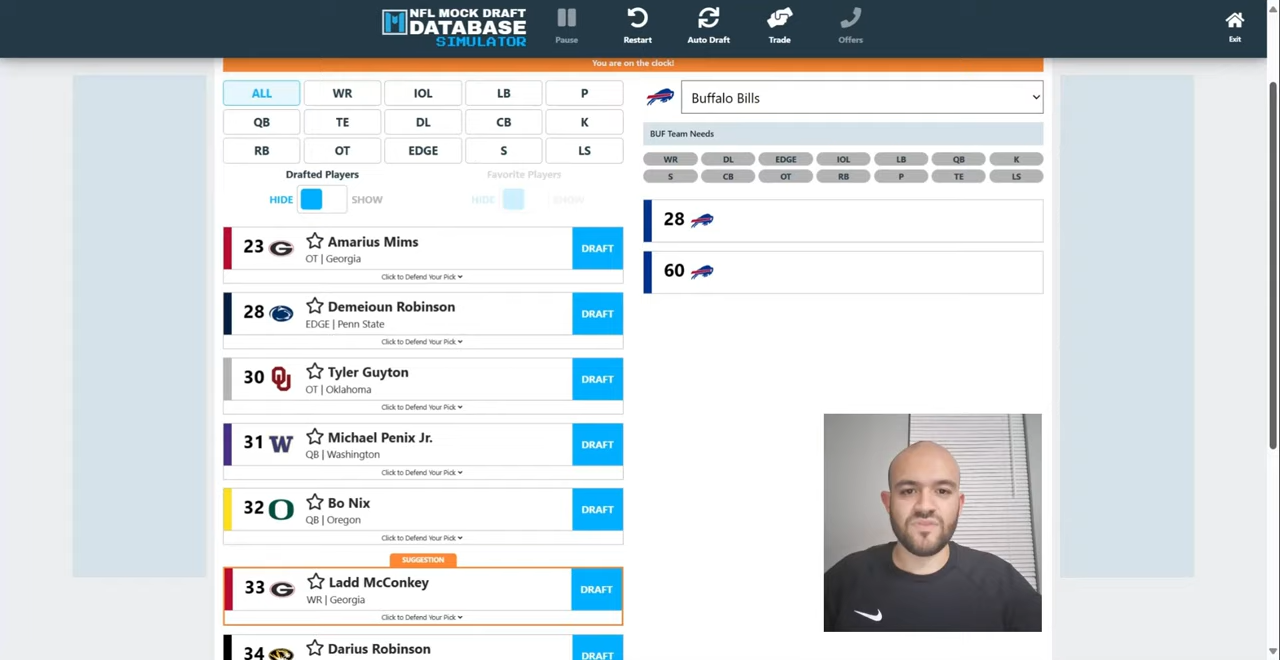 NFL MOCK DRAFT
DATABASE
SIMULATOR
Pause
Restart
Auto Draft
Trade
Offers
Exit
You are on the clock!
ALL WR IOL LB P
QB TE DL CB K
RB OT EDGE S LS
Drafted Players
HIDE SHOW
Favorite Players
HIDE SHOW
23 Amarius Mims
OT | Georgia
DRAFT
Click to Defend Your Pick
28 Demeioun Robinson
EDGE | Penn State
DRAFT
Click to Defend Your Pick
30 Tyler Guyton
OT | Oklahoma
DRAFT
Click to Defend Your Pick
31 Michael Penix Jr.
QB | Washington
DRAFT
Click to Defend Your Pick
32 Bo Nix
QB | Oregon
DRAFT
Click to Defend Your Pick
SUGGESTION
33 Ladd McConkey
WR | Georgia
DRAFT
Click to Defend Your Pick
34 Darius Robinson
DRAFT
Buffalo Bills
BUF Team Needs
WR DL EDGE IOL LB QB K
S CB OT RB P TE LS
28
60